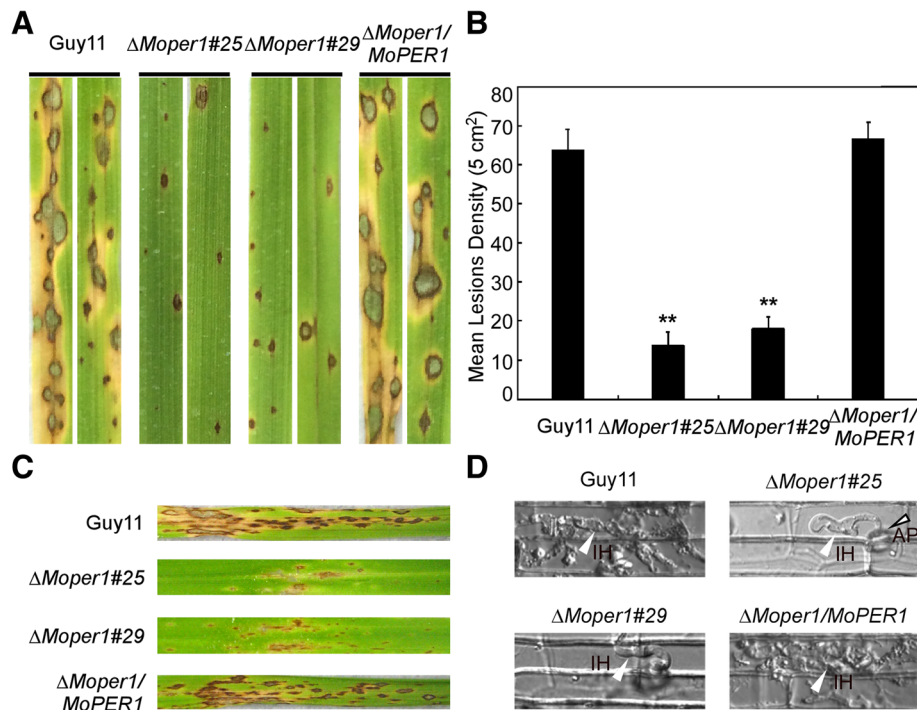 A
Guy11
ΔMoper1#25
ΔMoper1#29
ΔMoper1/
MoPER1
B
Mean Lesions Density (5 cm²)
80
70
60
50
40
30
20
10
0
**
**
Guy11
ΔMoper1#25
ΔMoper1#29
ΔMoper1/
MoPER1
C
Guy11
ΔMoper1#25
ΔMoper1#29
ΔMoper1/
MoPER1
D
Guy11
IH
ΔMoper1#25
AP
IH
ΔMoper1#29
IH
ΔMoper1/MoPER1
IH